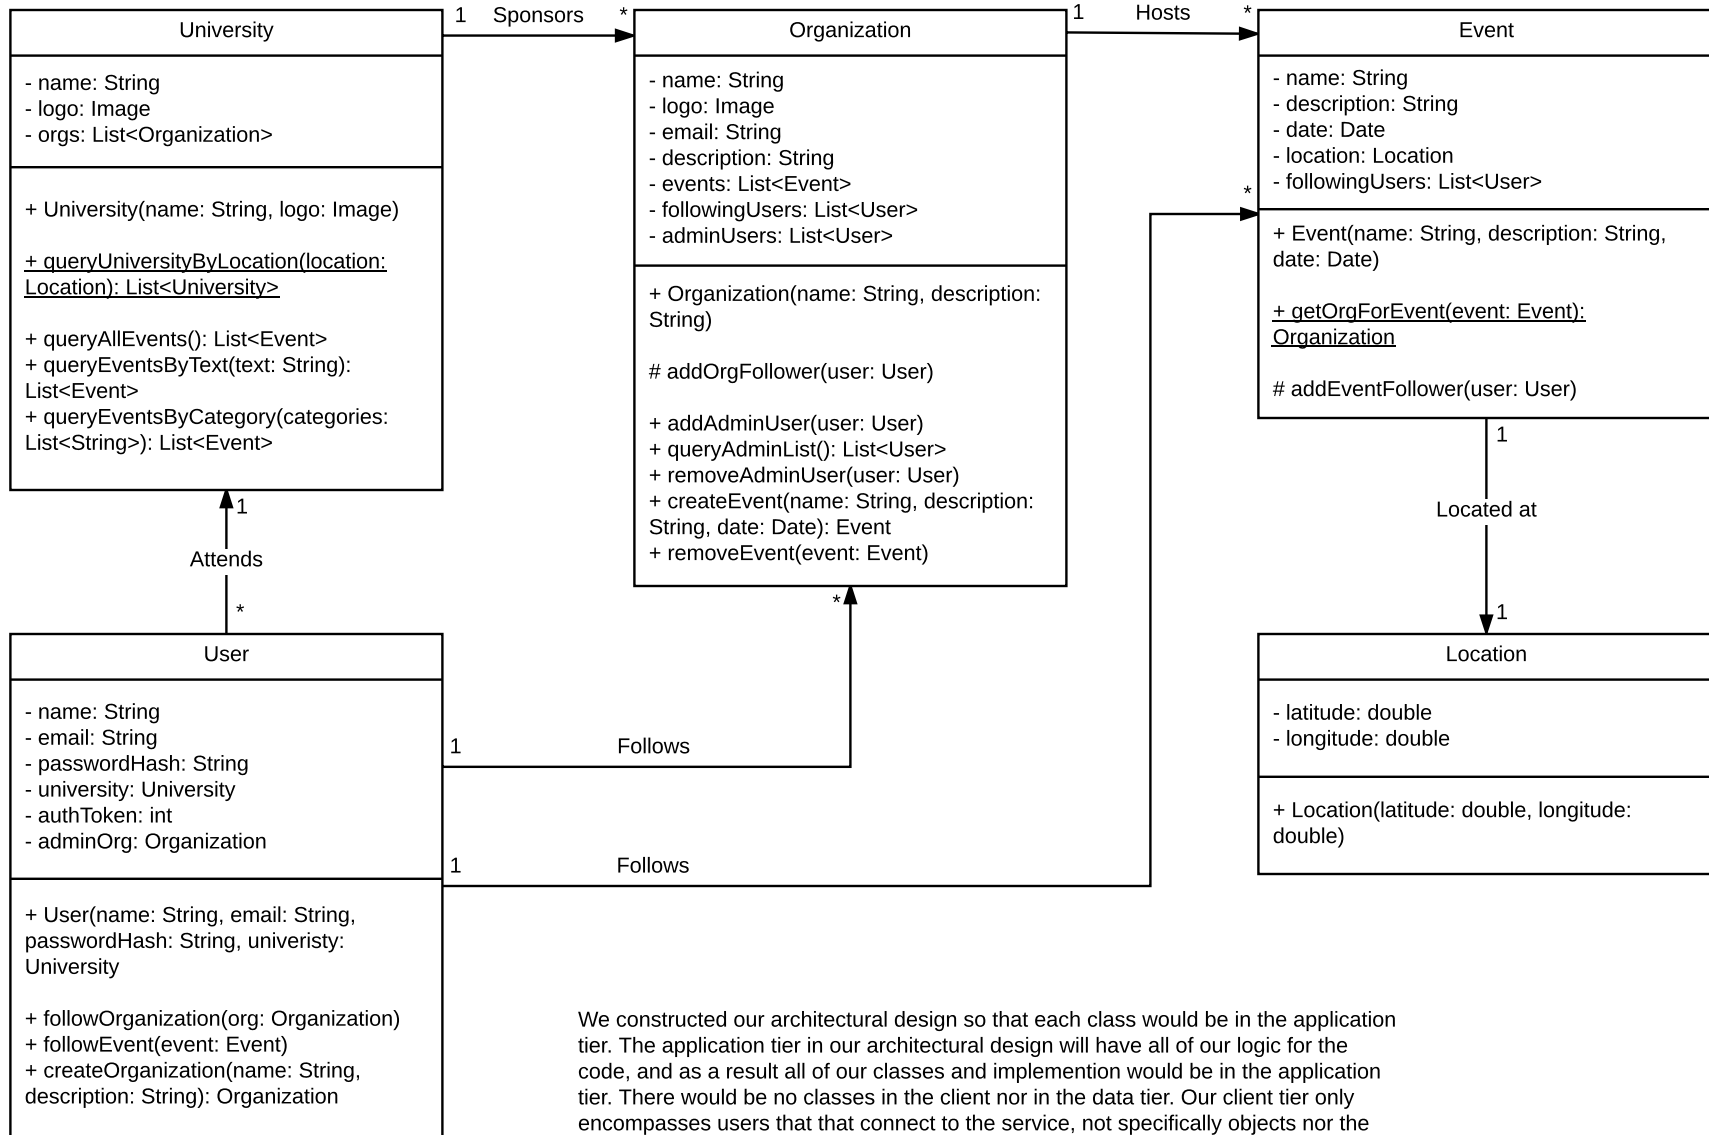 University
- name: String
- logo: Image
- orgs: List<Organization>
+ University(name: String, logo: Image)
+ queryUniversityByLocation(location:
Location): List<University>
+ queryAllEvents(): List<Event>
+ queryEventsByText(text: String):
List<Event>
+ queryEventsByCategory(categories:
List<String>): List<Event>
1 Sponsors *
Organization
- name: String
- logo: Image
- email: String
- description: String
- events: List<Event>
- followingUsers: List<User>
- adminUsers: List<User>
+ Organization(name: String, description:
String)
# addOrgFollower(user: User)
+ addAdminUser(user: User)
+ queryAdminList(): List<User>
+ removeAdminUser(user: User)
+ createEvent(name: String, description:
String, date: Date): Event
+ removeEvent(event: Event)
1 Hosts *
Event
- name: String
- description: String
- date: Date
- location: Location
- followingUsers: List<User>
*
+ Event(name: String, description: String,
date: Date)
+ getOrgForEvent(event: Event):
Organization
# addEventFollower(user: User)
1
Located at
1
1
Attends
*
*
User
- name: String
- email: String
- passwordHash: String
- university: University
- authToken: int
- adminOrg: Organization
+ User(name: String, email: String,
passwordHash: String, univeristy:
University
+ followOrganization(org: Organization)
+ followEvent(event: Event)
+ createOrganization(name: String,
description: String): Organization
1 Follows
1 Follows
Location
- latitude: double
- longitude: double
+ Location(latitude: double, longitude:
double)
We constructed our architectural design so that each class would be in the application
tier. The application tier in our architectural design will have all of our logic for the
code, and as a result all of our classes and implemention would be in the application
tier. There would be no classes in the client nor in the data tier. Our client tier only
encompasses users that that connect to the service, not specifically objects nor the